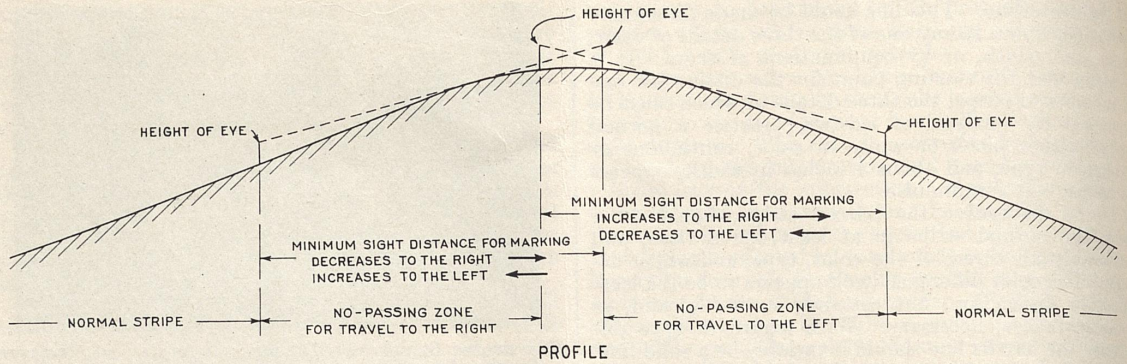 HEIGHT OF EYE
HEIGHT OF EYE
HEIGHT OF EYE
MINIMUM SIGHT DISTANCE FOR MARKING
INCREASES TO THE RIGHT
DECREASES TO THE LEFT
MINIMUM SIGHT DISTANCE FOR MARKING
DECREASES TO THE RIGHT
INCREASES TO THE LEFT
NORMAL STRIPE
NO-PASSING ZONE
FOR TRAVEL TO THE RIGHT
NO-PASSING ZONE
FOR TRAVEL TO THE LEFT
NORMAL STRIPE
PROFILE